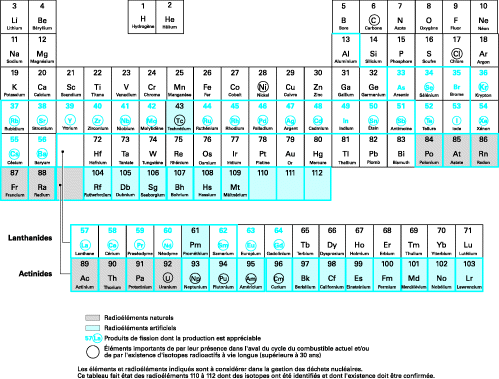 1 2
H He
Hydrogène Hélium
3 4 5 6 7 8 9 10
Li Be B C N O F Ne
Lithium Béryllium Bore Carbone Azote Oxygène Fluor Néon
11 12 13 14 15 16 17 18
Na Mg Al Si P S Cl Ar
Sodium Magnésium Aluminium Silicium Phosphore Soufre Chlore Argon
19 20 21 22 23 24 25 26 27 28 29 30 31 32 33 34 35 36
K Ca Sc Ti V Cr Mn Fe Co Ni Cu Zn Ga Ge As Se Br Kr
Potassium Calcium Scandium Titane Vanadium Chrome Manganèse Fer Cobalt Nickel Cuivre Zinc Gallium Germanium Arsenic Sélénium Brome Krypton
37 38 39 40 41 42 43 44 45 46 47 48 49 50 51 52 53 54
Rb Sr Y Zr Nb Mo Tc Ru Rh Pd Ag Cd In Sn Sb Te I Xe
Rubidium Strontium Yttrium Zirconium Niobium Molybdène Technétium Ruthénium Rhodium Palladium Argent Cadmium Indium Étain Antimoine Tellure Iode Xénon
55 56 72 73 74 75 76 77 78 79 80 81 82 83 84 85 86
Cs Ba Hf Ta W Re Os Ir Pt Au Hg Tl Pb Bi Po At Rn
Césium Baryum Hafnium Tantale Tungstène Rhénium Osmium Iridium Platine Or Mercure Thallium Plomb Bismuth Polonium Astate Radon
87 88 104 105 106 107 108 109 110 111 112
Fr Ra Rf Db Sg Bh Hs Mt
Francium Radium Rutherfordium Dubnium Seaborgium Bohrium Hassium Meitnérium
57 58 59 60 61 62 63 64 65 66 67 68 69 70 71
Lanthanides La Ce Pr Nd Pm Sm Eu Gd Tb Dy Ho Er Tm Yb Lu
Lanthane Cérium Praséodyme Néodyme Prométhium Samarium Europium Gadolinium Terbium Dysprosium Holmium Erbium Thulium Ytterbium Lutétium
89 90 91 92 93 94 95 96 97 98 99 100 101 102 103
Actinides Ac Th Pa U Np Pu Am Cm Bk Cf Es Fm Md No Lr
Actinium Thorium Protactinium Uranium Neptunium Plutonium Américium Curium Berkélium Californium Einsteinium Fermium Mendélévium Nobélium Lawrencium
Radioéléments naturels
Radioéléments artificiels
57 La Produits de fission dont la production est appréciable
Éléments importants de par leur présence dans l'aval du cycle du combustible actuel et/ou
de par l'existence d'isotopes radioactifs à vie longue (supérieure à 30 ans)
Les éléments et radioéléments indiqués sont à considérer dans la gestion des déchets nucléaires.
Ce tableau fait état des radioéléments 110 à 112 dont des isotopes ont été identifiés et dont l'existence doit être confirmée.